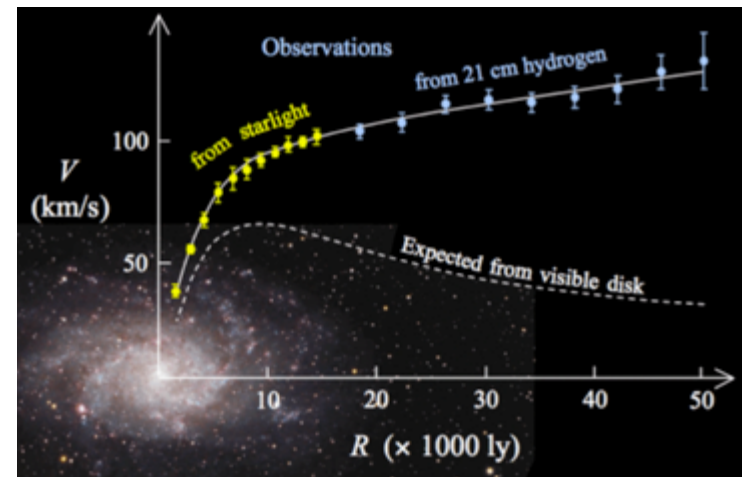 Observations
from 21 cm hydrogen
from starlight
100
V
(km/s)
50
Expected from visible disk
10 20 30 40 50
R (× 1000 ly)